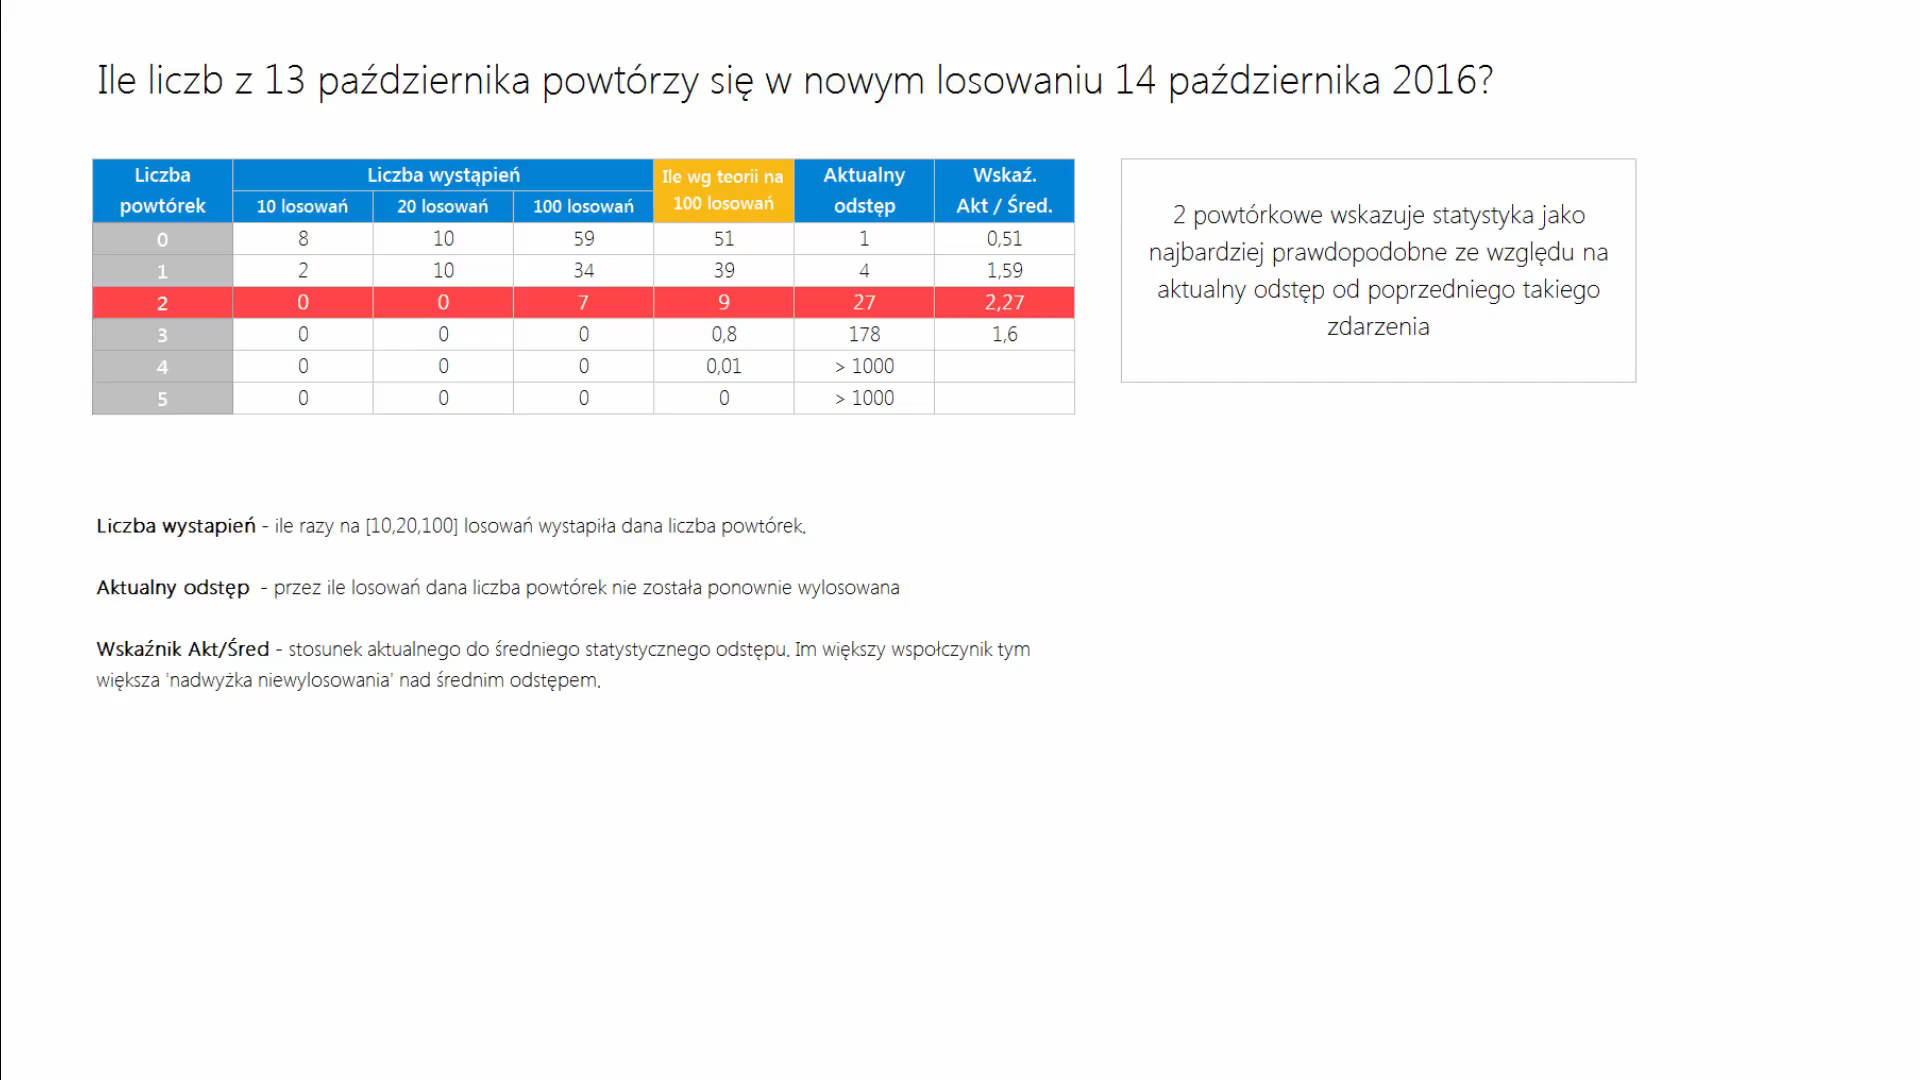 Ile liczb z 13 października powtórzy się w nowym losowaniu 14 października 2016?
Liczba powtórek Liczba wystąpień Ile wg teorii na 100 losowań Aktualny odstęp Wskaź. Akt / Śred.
10 losowań 20 losowań 100 losowań
0 8 10 59 51 1 0,51
1 2 10 34 39 4 1,59
2 0 0 7 9 27 2,27
3 0 0 0 0,8 178 1,6
4 0 0 0 0,01 > 1000
5 0 0 0 0 > 1000
2 powtórkowe wskazuje statystyka jako
najbardziej prawdopodobne ze względu na
aktualny odstęp od poprzedniego takiego
zdarzenia
Liczba wystapień - ile razy na [10,20,100] losowań wystapiła dana liczba powtórek.
Aktualny odstęp - przez ile losowań dana liczba powtórek nie została ponownie wylosowana
Wskaźnik Akt/Śred - stosunek aktualnego do średniego statystycznego odstępu. Im większy wspołczynik tym
większa 'nadwyżka niewylosowania' nad średnim odstępem.